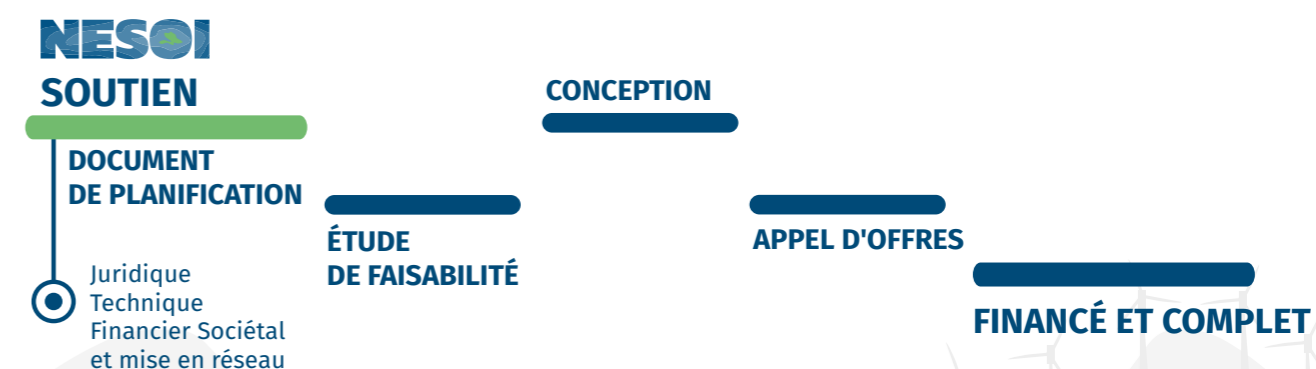 NESOI
SOUTIEN
DOCUMENT
DE PLANIFICATION
Juridique
Technique
Financier Sociétal
et mise en réseau
ÉTUDE
DE FAISABILITÉ
CONCEPTION
APPEL D'OFFRES
FINANCÉ ET COMPLET